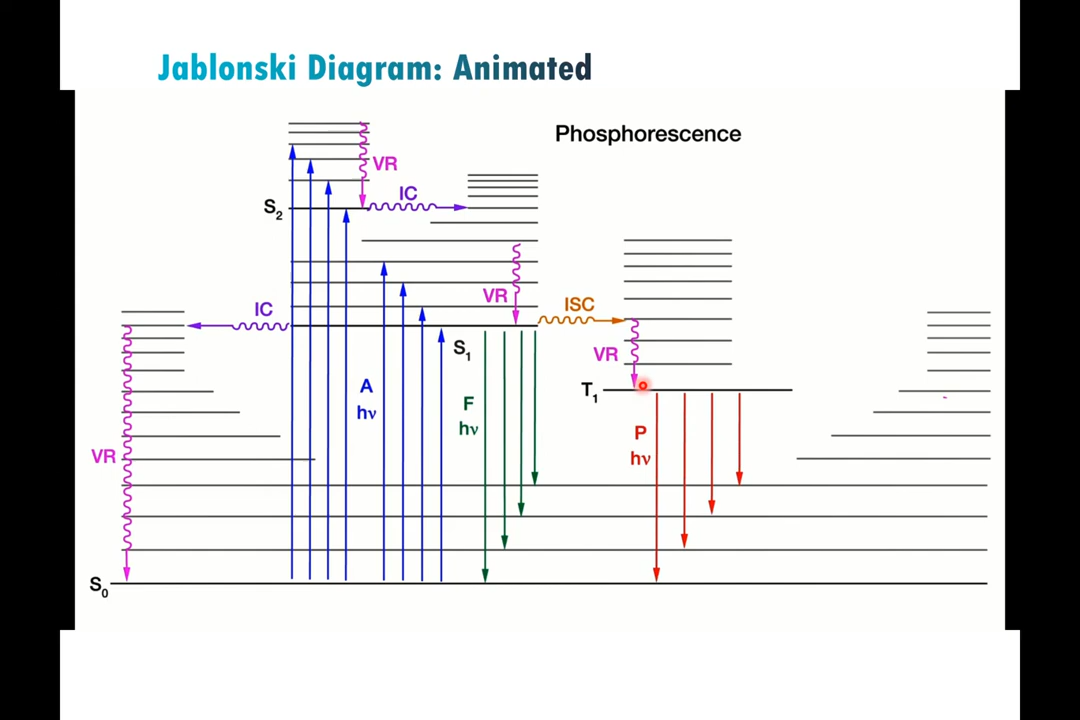 Jablonski Diagram: Animated
Phosphorescence
VR
IC
S2
VR
ISC
IC
S1
VR
T1
A
hν
F
hν
P
hν
VR
S0